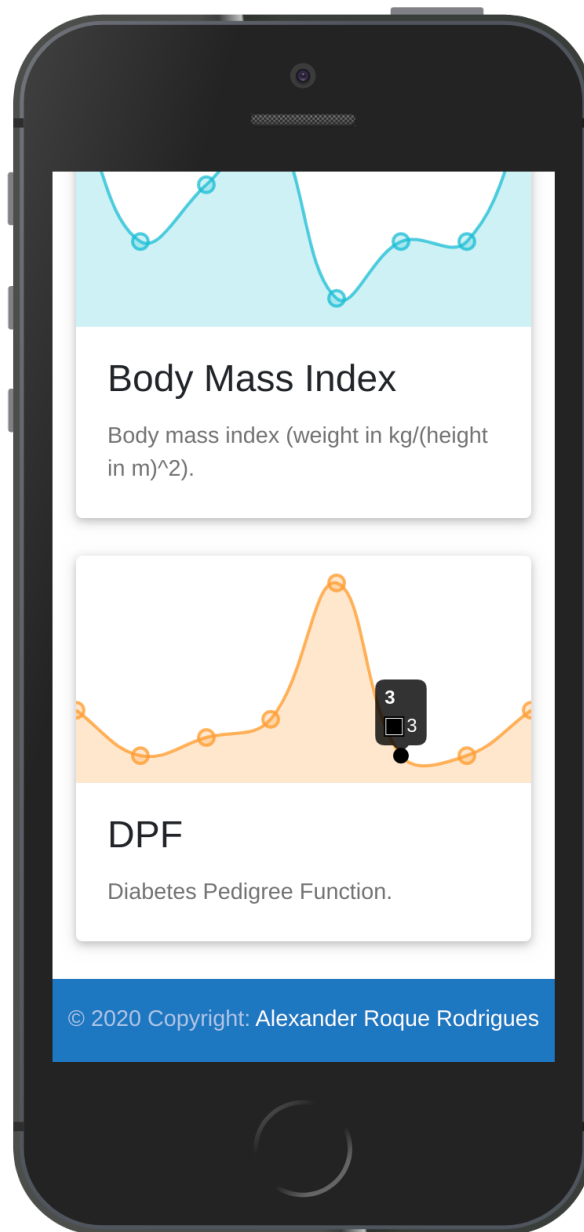 Body Mass Index
Body mass index (weight in kg/(height
in m)^2).
3
3
DPF
Diabetes Pedigree Function.
© 2020 Copyright: Alexander Roque Rodrigues